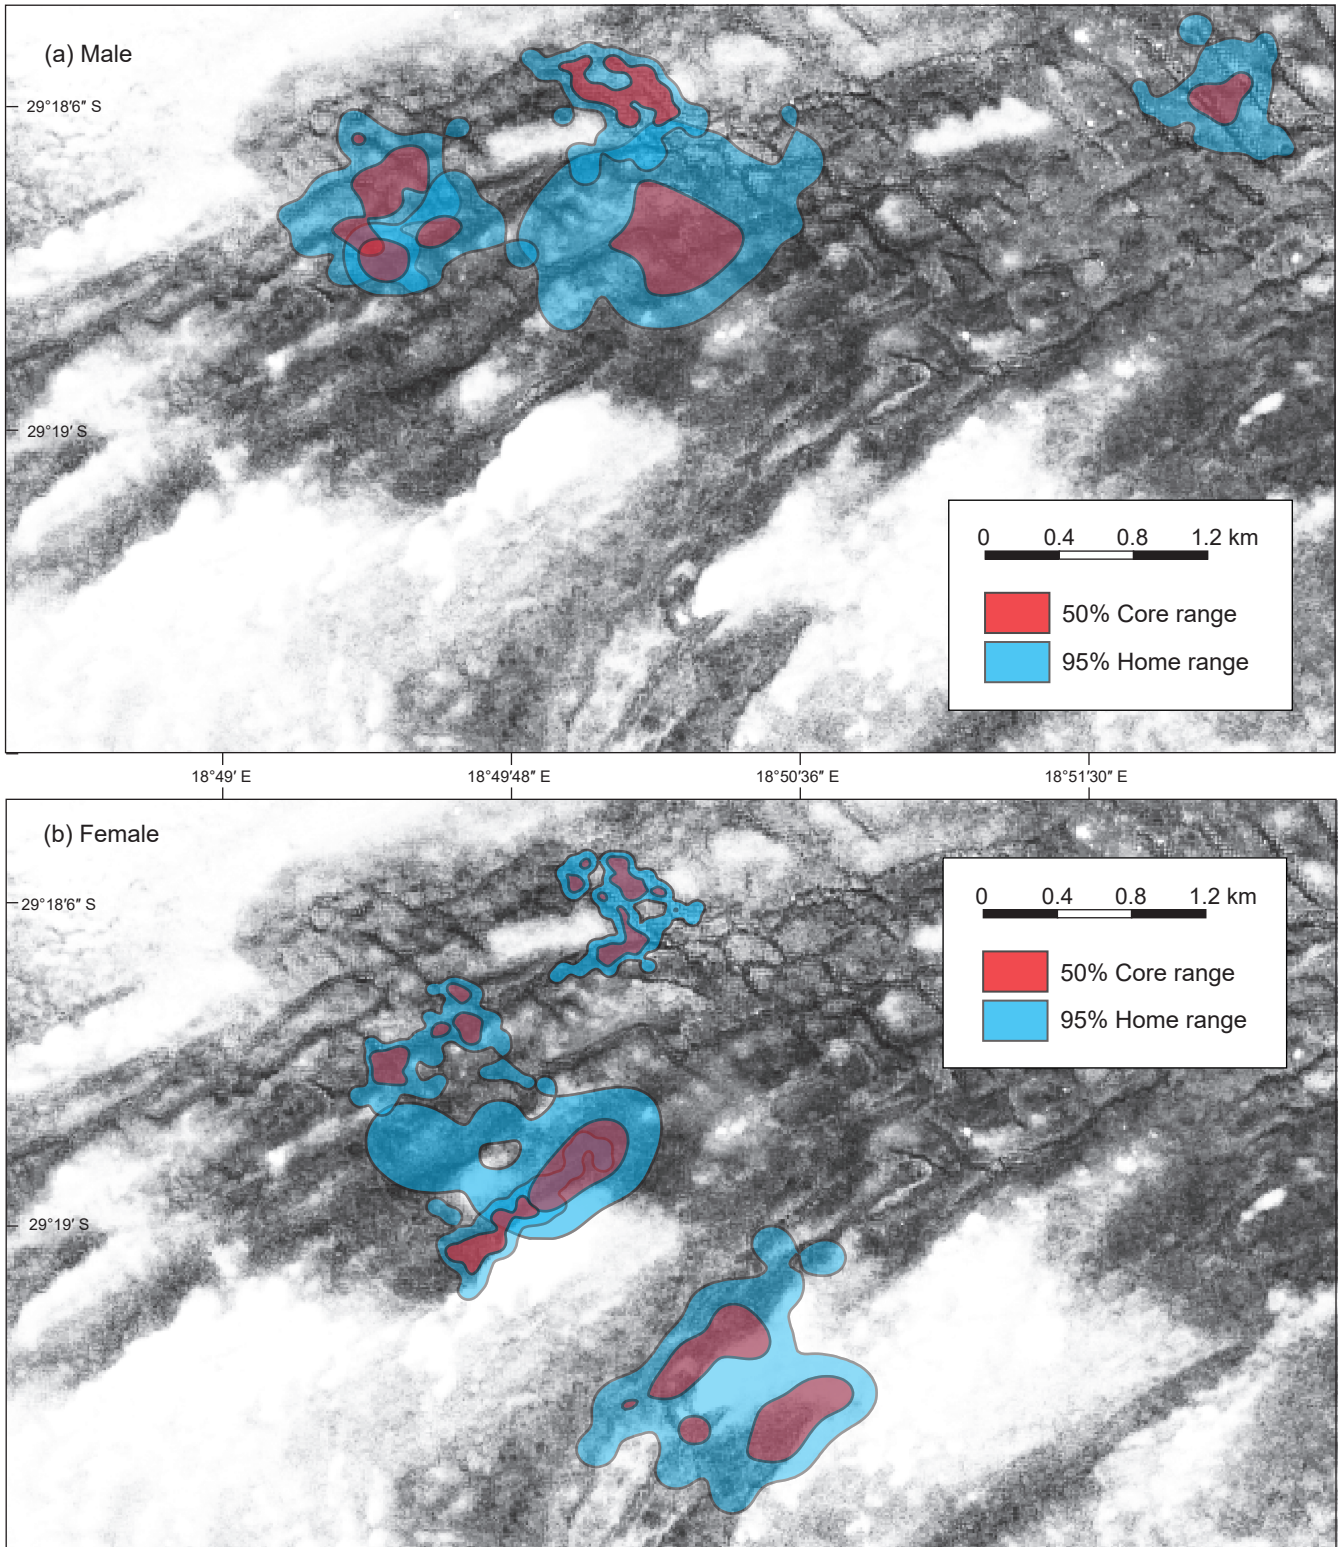 (a) Male
29°18′6″ S
29°19′ S
0 0.4 0.8 1.2 km
50% Core range
95% Home range
18°49′ E 18°49′48″ E 18°50′36″ E 18°51′30″ E
(b) Female
29°18′6″ S
29°19′ S
0 0.4 0.8 1.2 km
50% Core range
95% Home range